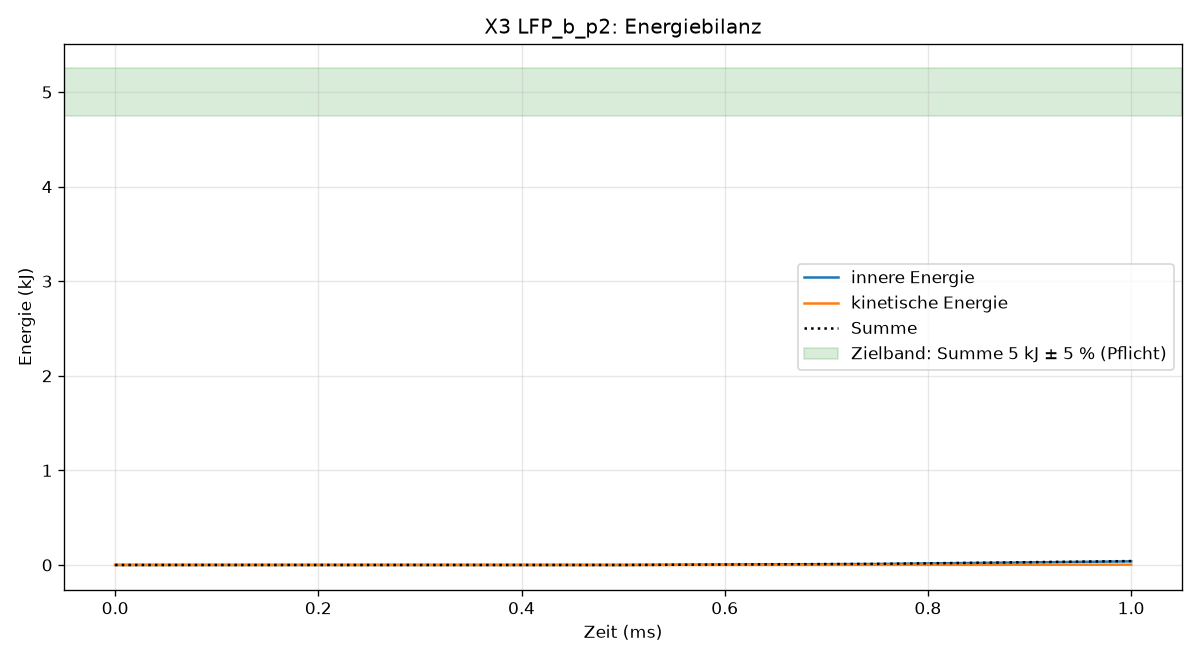 X3 LFP_b_p2: Energiebilanz
Energie (kJ)
5
4
3
2
1
0
innere Energie
kinetische Energie
Summe
Zielband: Summe 5 kJ ± 5 % (Pflicht)
0.0 0.2 0.4 0.6 0.8 1.0
Zeit (ms)